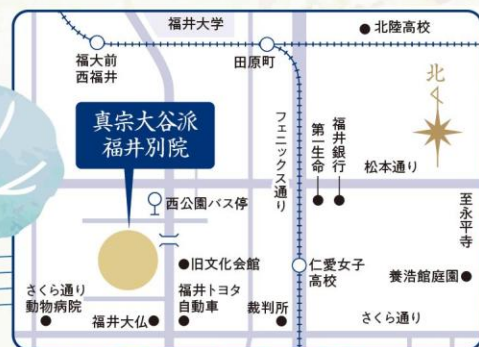 福井大学
北陸高校
福大前
西福井
田原町
北
真宗大谷派
福井別院
フェニックス通り
第一生命
福井銀行
松本通り
西公園バス停
至永平寺
旧文化会館
仁愛女子
高校
養浩館庭園
さくら通り
動物病院
福井大仏
福井トヨタ
自動車
裁判所
さくら通り